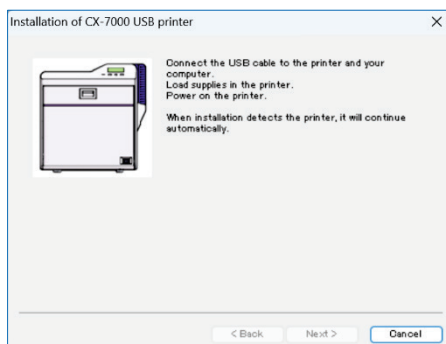 Installation of CX-7000 USB printer
Connect the USB cable to the printer and your
computer.
Load supplies in the printer.
Power on the printer.
When installation detects the printer, it will continue
automatically.
< Back
Next >
Cancel